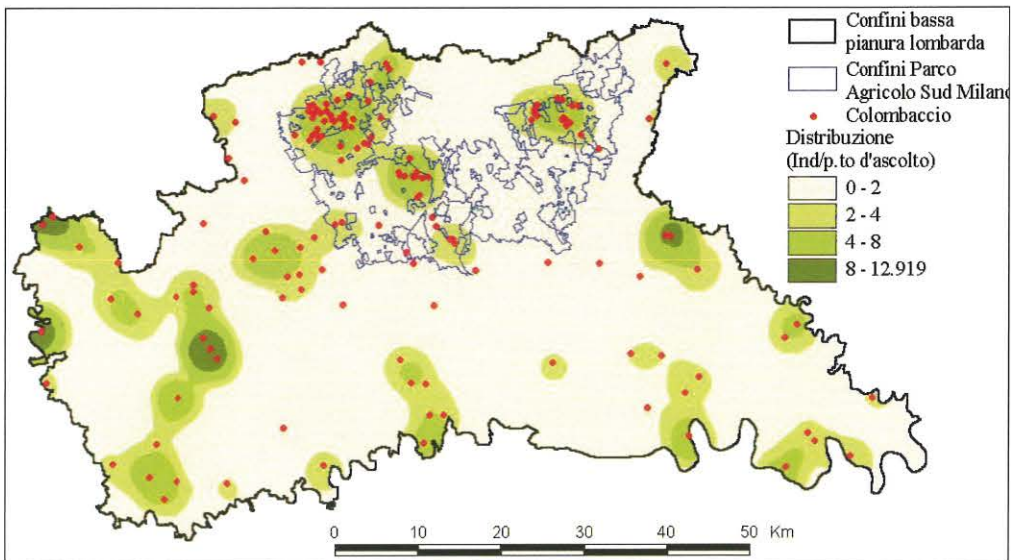 Confini bassa
pianura lombarda
Confini Parco
Agricolo Sud Milano
Colombaccio
Distribuzione
(Ind/p.to d'ascolto)
0 - 2
2 - 4
4 - 8
8 - 12.919
0 10 20 30 40 50 Km